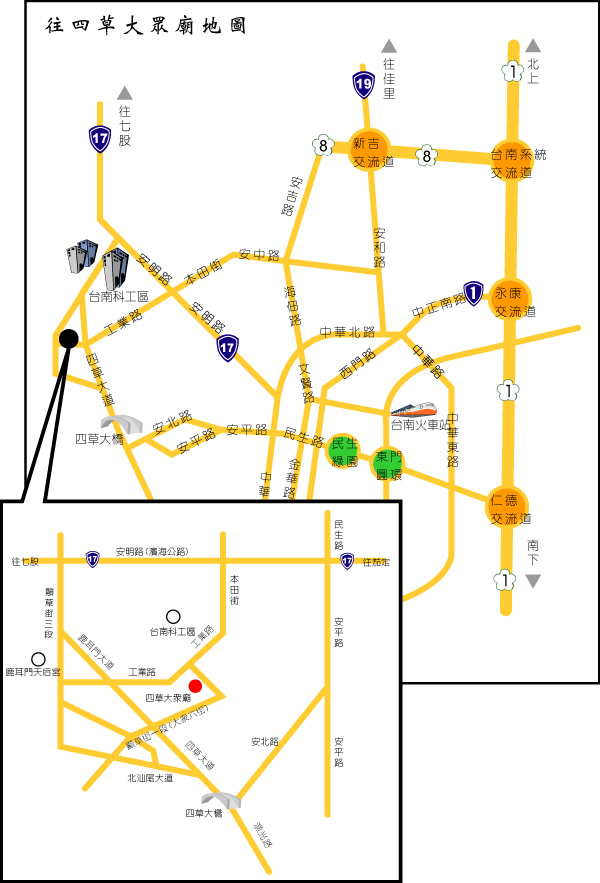 往四草大眾廟地圖
往佳里
北上
1
19
往七股
17
8
新吉
交流道
8
台南系統
交流道
安吉路
安和路
安中路
安明路
本田街
台南科工區
工業路
安明路
17
海佃路
中華北路
中正南路
1
永康
交流道
西門路
中華路
文賢路
四草大道
四草大橋
安北路
安平路
安平路
民生路
民生
綠園
東門
圓環
台南火車站
中華東路
1
金華路
中華
仁德
交流道
南下
1
往七股
17
安明路(濱海公路)
民生路
17
往茄定
本田街
顯草街三段
台南科工區
工業路
安平路
鹿耳門大道
鹿耳門天后宮
工業路
四草大眾廟
顯草街一段(大眾六街)
四草大道
安北路
安平路
北汕尾大道
四草大橋
漁光路